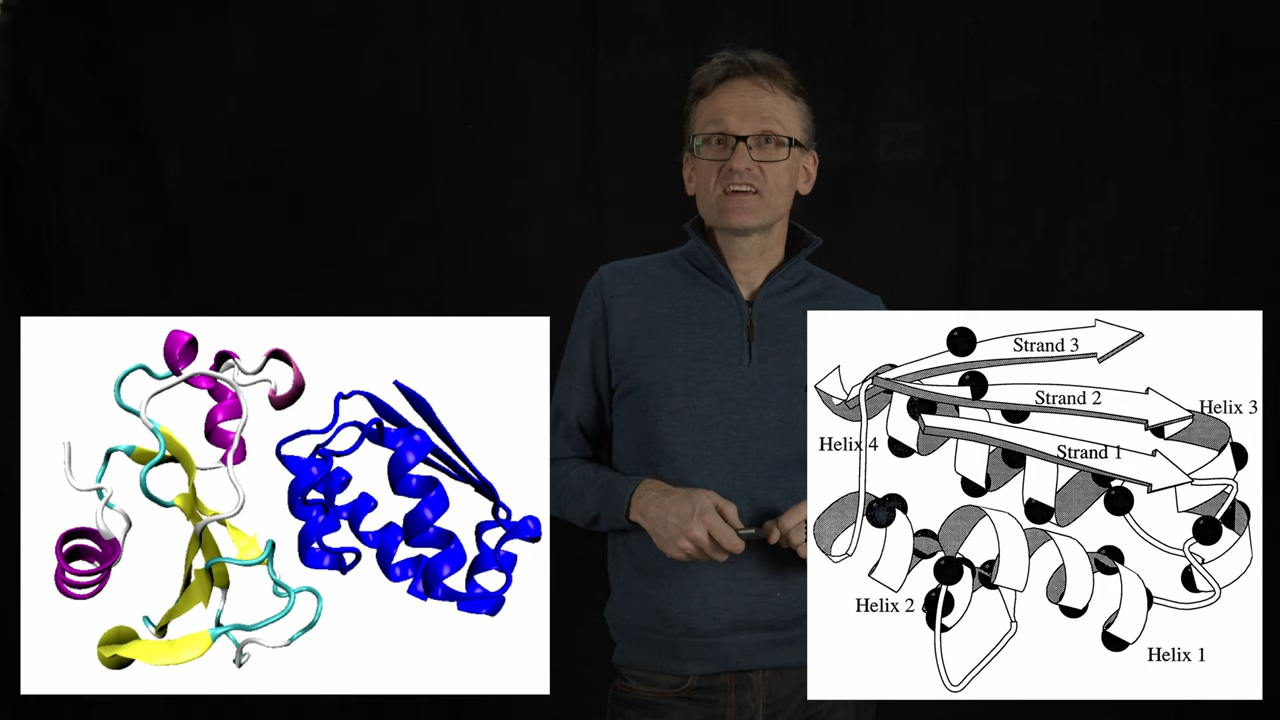 Strand 3
Strand 2
Helix 3
Helix 4
Strand 1
Helix 2
Helix 1